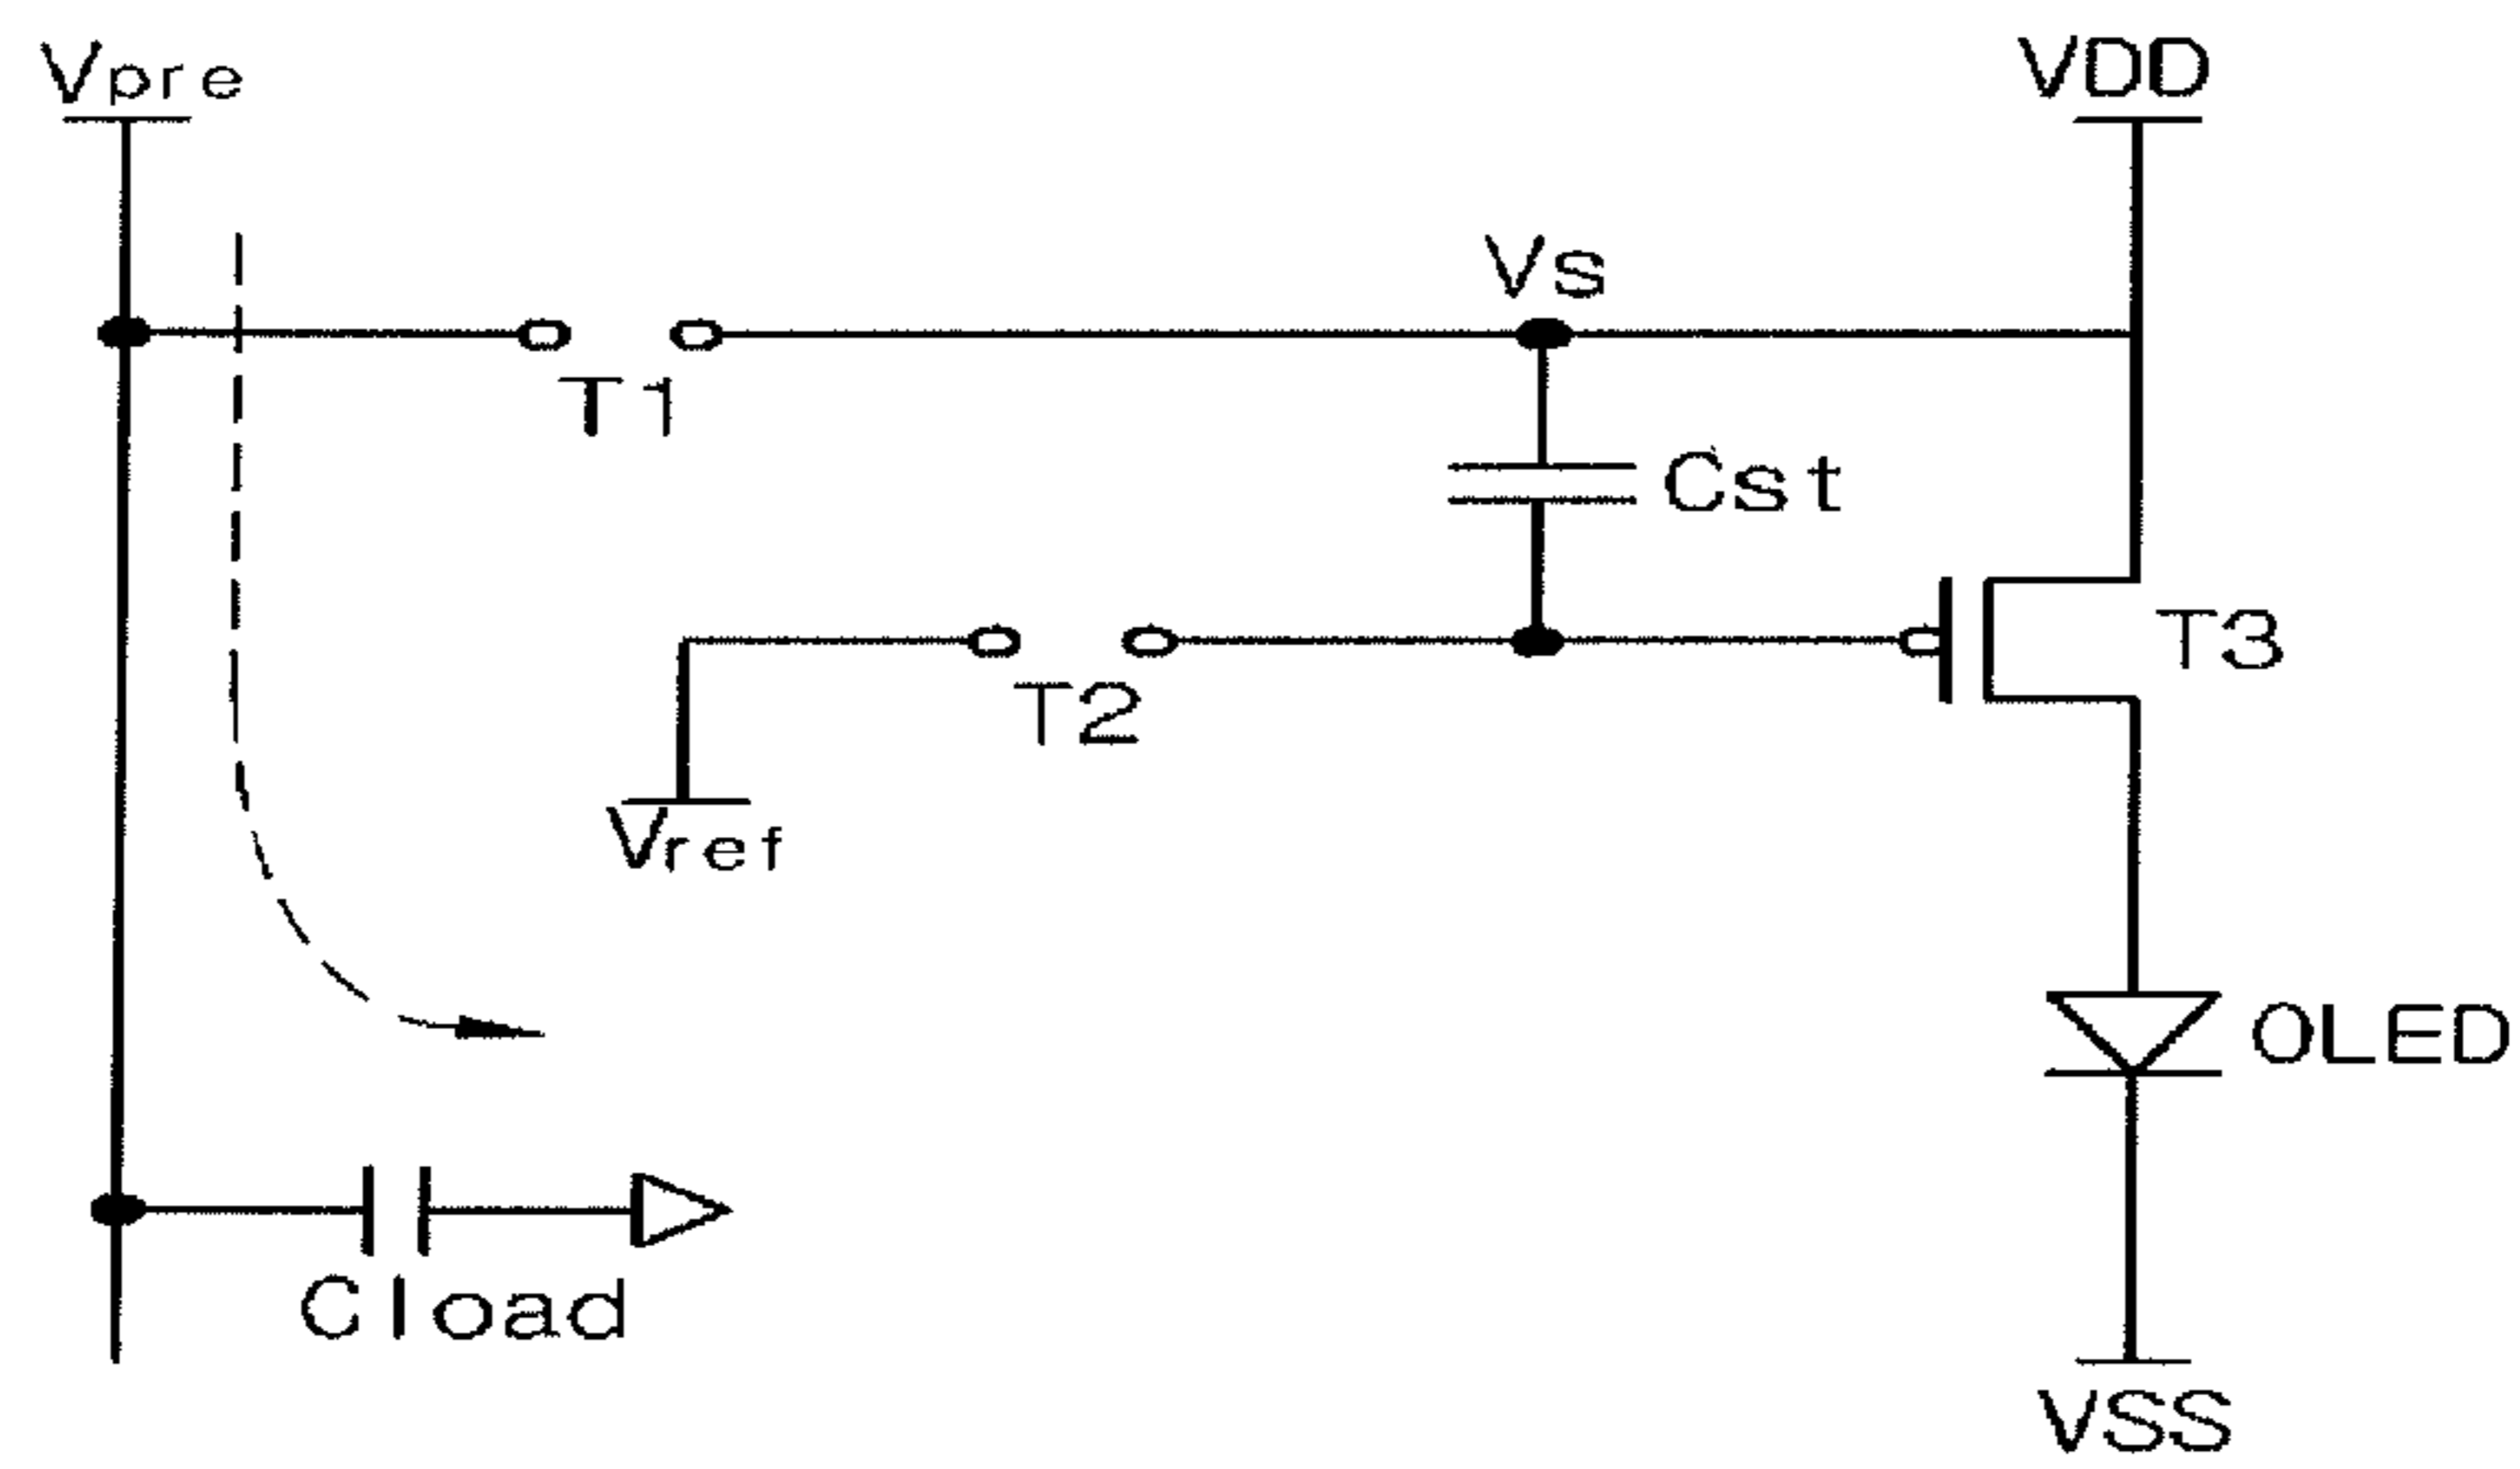 Vpre
VDD
Vs
T1
Cst
T3
T2
Vref
OLED
Cload
VSS